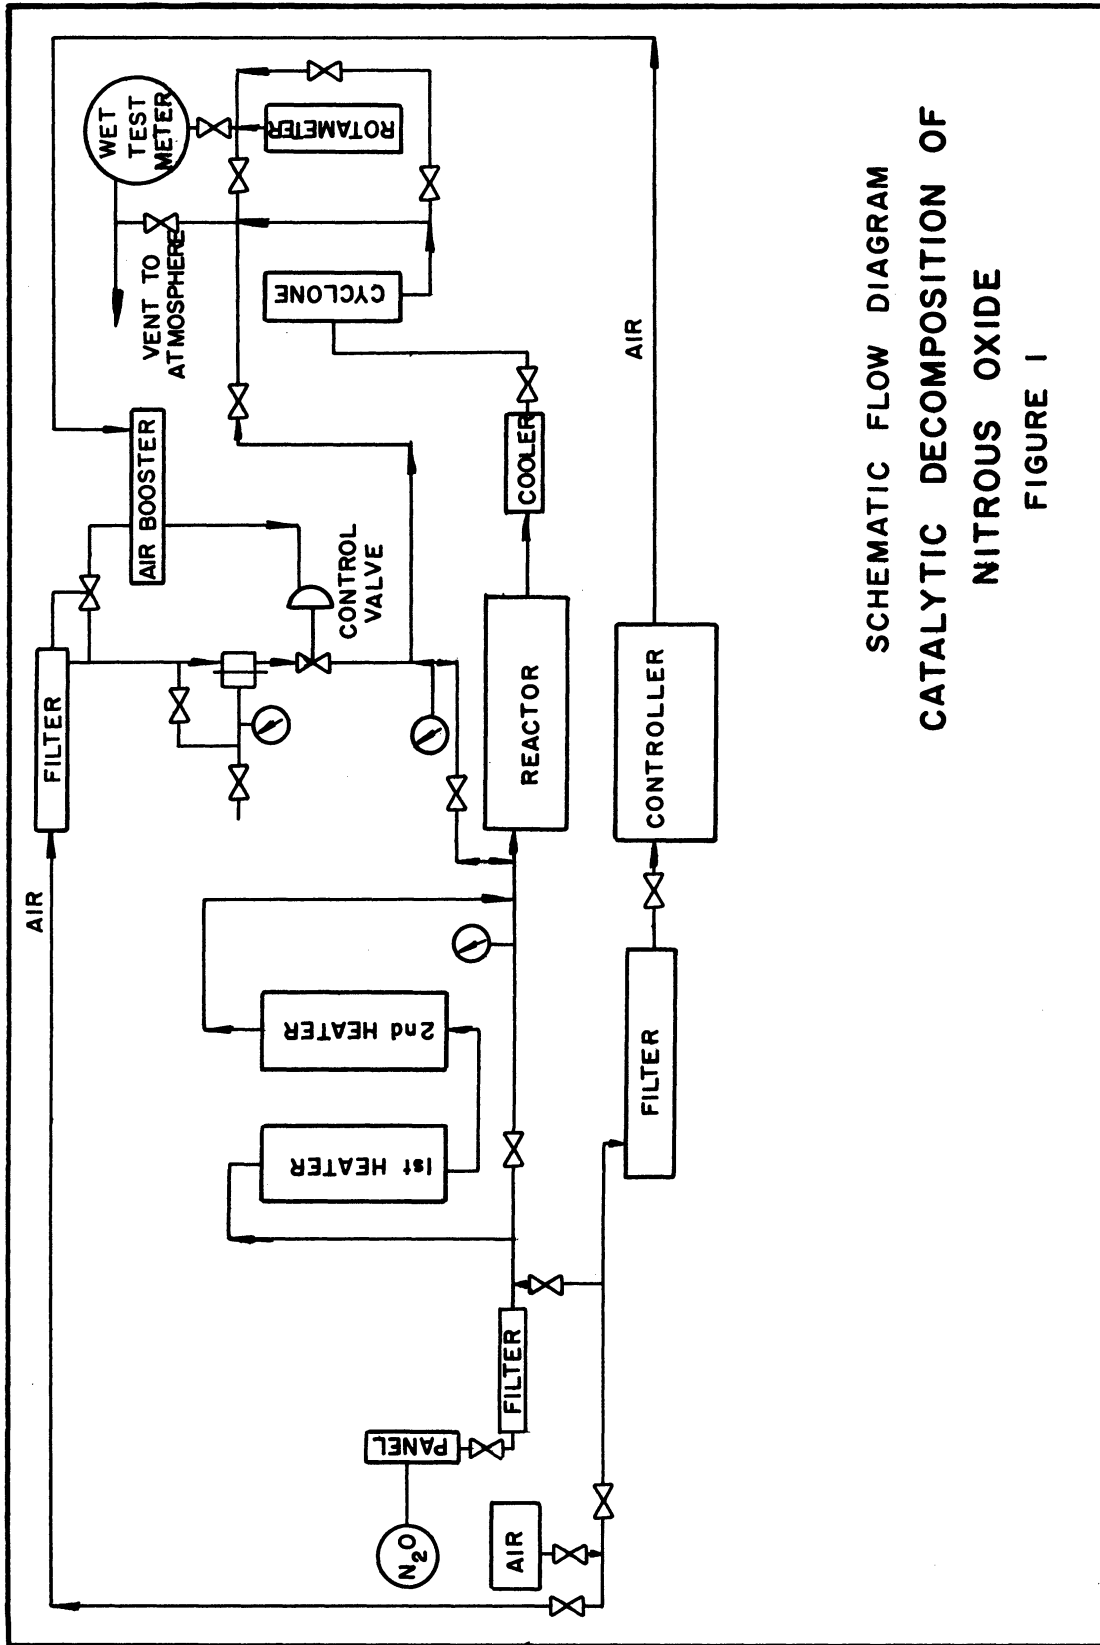 WET
TEST
METER
ROTAMETER
VENT TO
ATMOSPHERE
CYCLONE
AIR
AIR BOOSTER
COOLER
CONTROL
VALVE
FILTER
REACTOR
CONTROLLER
AIR
2nd HEATER
1st HEATER
FILTER
FILTER
PANEL
N₂O
AIR
SCHEMATIC FLOW DIAGRAM
CATALYTIC DECOMPOSITION OF
NITROUS OXIDE
FIGURE I